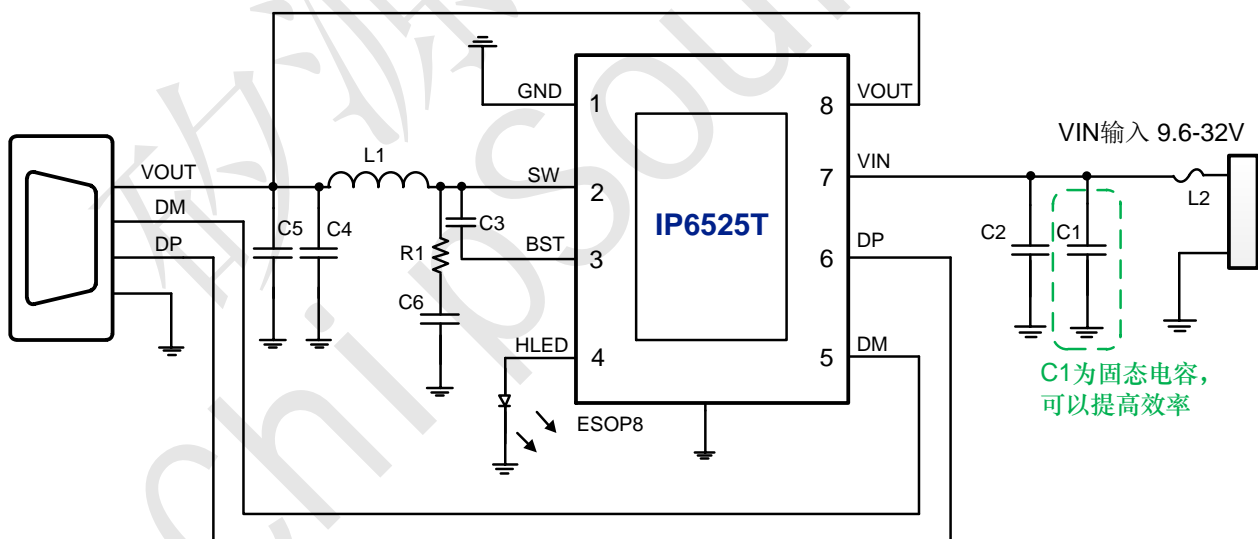 GND
1
8
VOUT
VIN输入 9.6-32V
VOUT
L1
SW
2
7
VIN
L2
DM
C5
C4
C3
IP6525T
C2
C1
DP
R1
BST
3
6
DP
C6
HLED
4
5
DM
C1为固态电容,
可以提高效率
ESOP8